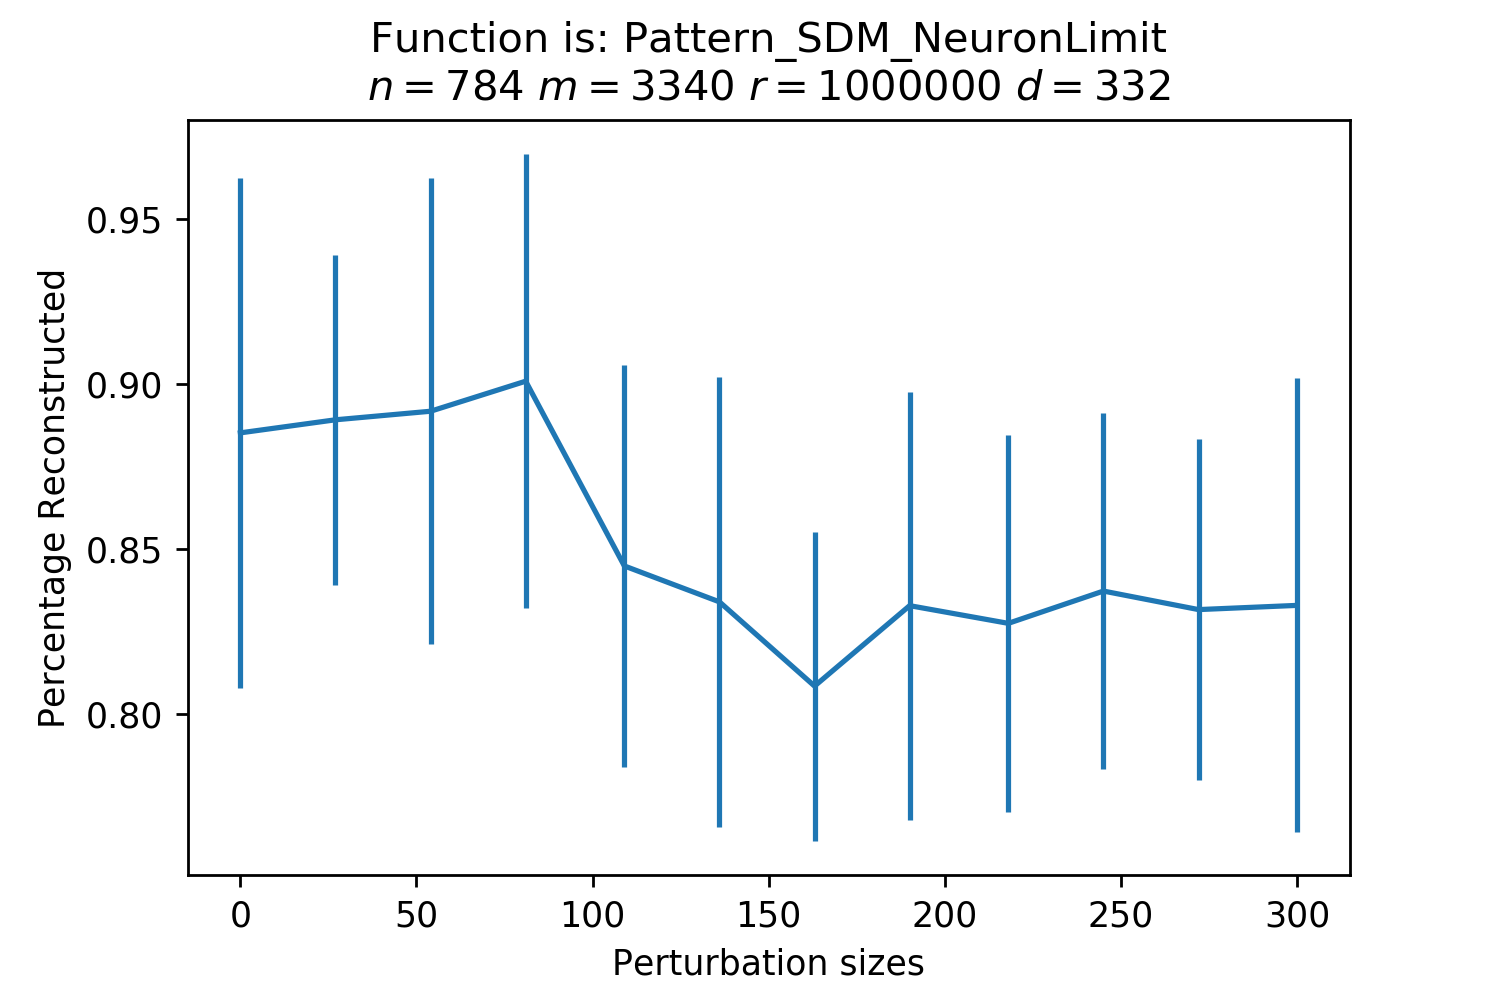 Function is: Pattern_SDM_NeuronLimit
n = 784 m = 3340 r = 1000000 d = 332
Percentage Reconstructed
0.95
0.90
0.85
0.80
0 50 100 150 200 250 300
Perturbation sizes